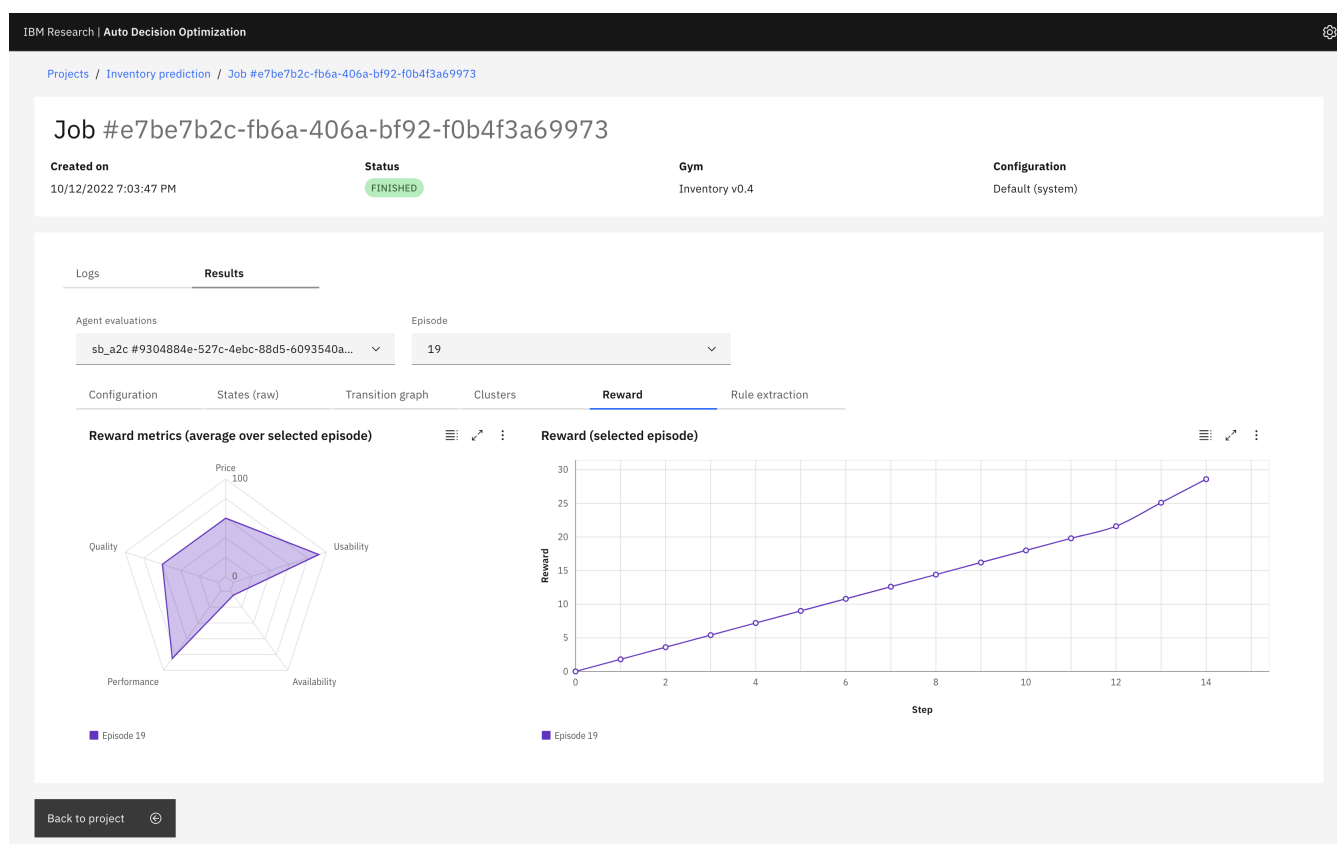 IBM Research | Auto Decision Optimization
Projects / Inventory prediction / Job #e7be7b2c-fb6a-406a-bf92-f0b4f3a69973
Job #e7be7b2c-fb6a-406a-bf92-f0b4f3a69973
Created on Status Gym Configuration
10/12/2022 7:03:47 PM FINISHED Inventory v0.4 Default (system)
Logs Results
Agent evaluations Episode
sb_a2c #9304884e-527c-4ebc-88d5-6093540a... 19
Configuration States (raw) Transition graph Clusters Reward Rule extraction
Reward metrics (average over selected episode)
Price
100
Quality
Usability
0
Performance
Availability
Episode 19
Reward (selected episode)
30
25
20
15
10
5
0
Reward
0 2 4 6 8 10 12 14
Step
Episode 19
Back to project